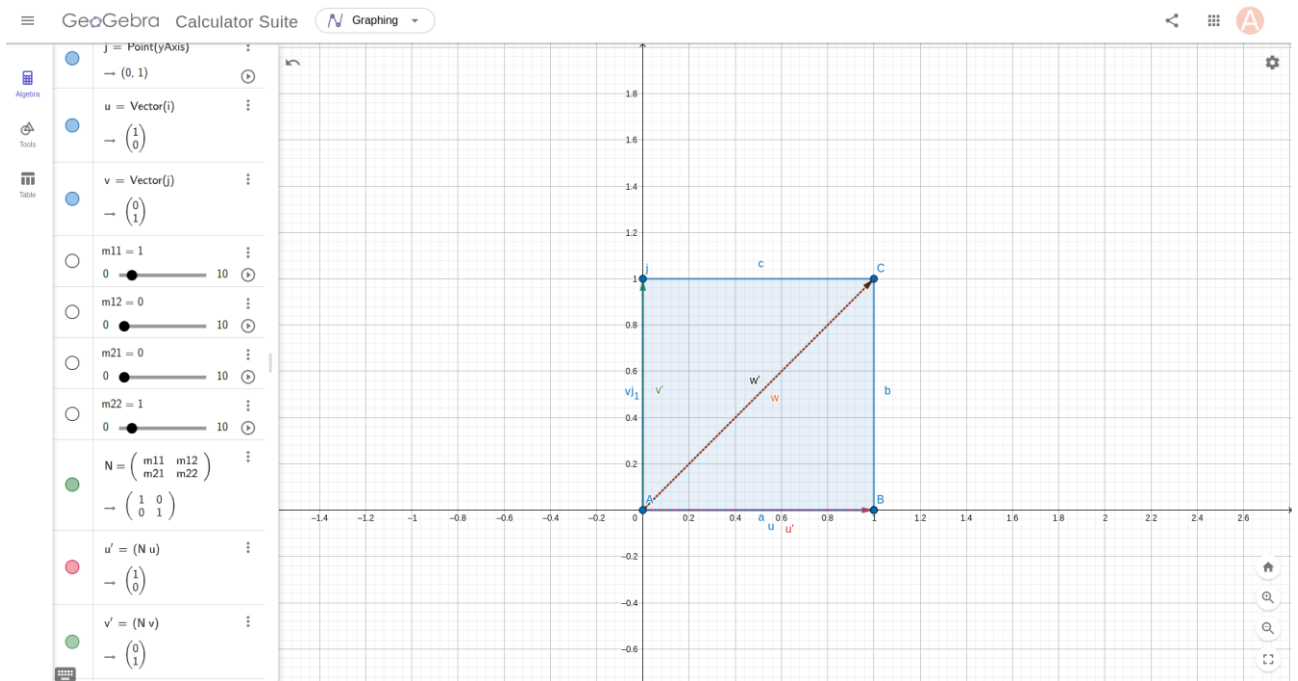 GeoGebra Calculator Suite Graphing A
Algebra
Tools
Table
j = Point(yAxis)
→ (0, 1)
u = Vector(i)
→ (1
0)
v = Vector(j)
→ (0
1)
m11 = 1
0 10
m12 = 0
0 10
m21 = 0
0 10
m22 = 1
0 10
N = ( m11 m12
m21 m22 )
→ ( 1 0
0 1 )
u′ = (N u)
→ (1
0)
v′ = (N v)
→ (0
1)
1.8
1.6
1.4
1.2
c
j C
1
0.8
0.6
w'
vj₁ v' w b
0.4
0.2
A B
−1.4 −1.2 −1 −0.8 −0.6 −0.4 −0.2 0 0.2 0.4 a 0.6 0.8 1 1.2 1.4 1.6 1.8 2 2.2 2.4 2.6
u u'
−0.2
−0.4
−0.6